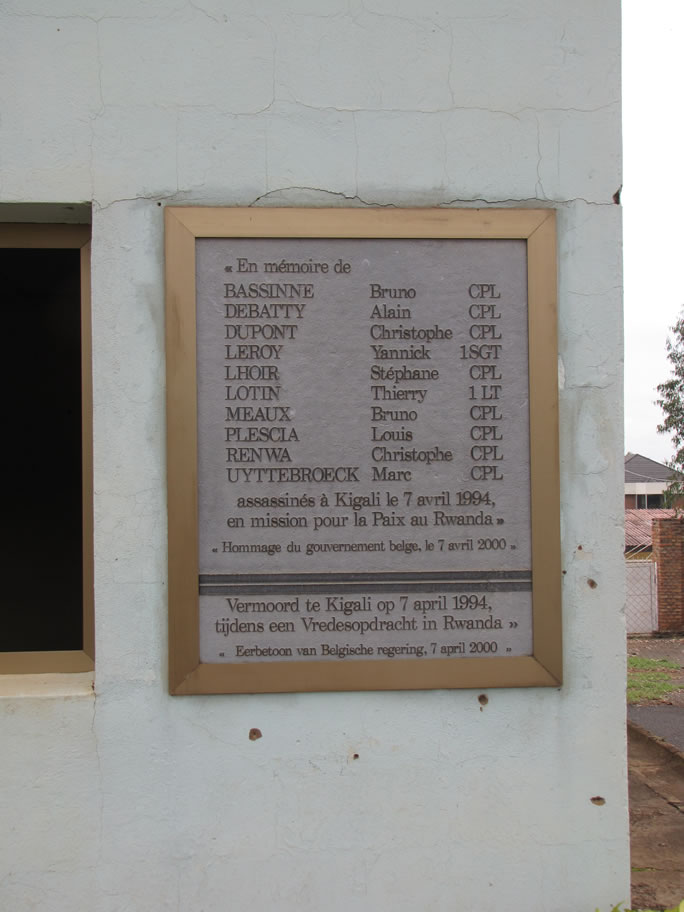 « En mémoire de
BASSINNE Bruno CPL
DEBATTY Alain CPL
DUPONT Christophe CPL
LEROY Yannick 1SGT
LHOIR Stéphane CPL
LOTIN Thierry 1 LT
MEAUX Bruno CPL
PLESCIA Louis CPL
RENWA Christophe CPL
UYTTEBROECK Marc CPL
assassinés à Kigali le 7 avril 1994,
en mission pour la Paix au Rwanda »
« Hommage du gouvernement belge, le 7 avril 2000 »
Vermoord te Kigali op 7 april 1994,
tijdens een Vredesopdracht in Rwanda »
« Eerbetoon van Belgische regering, 7 april 2000 »